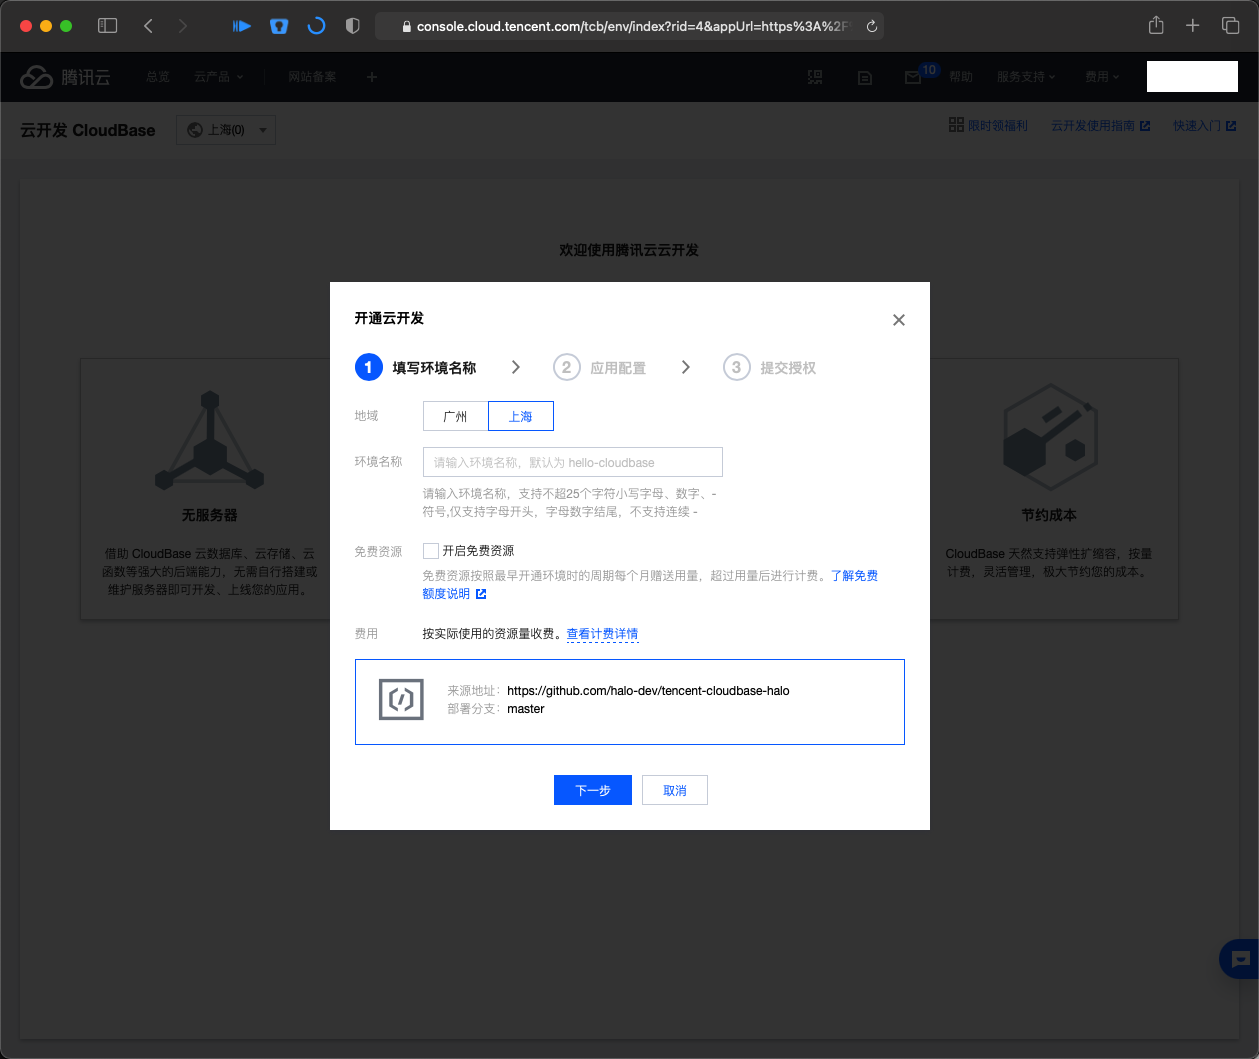 console.cloud.tencent.com/tcb/env/index?rid=4&appUrl=https%3A%2F
腾讯云
总览
云产品
网站备案
10
帮助
服务支持
费用
云开发 CloudBase
上海(0)
限时领福利
云开发使用指南
快速入门
欢迎使用腾讯云云开发
开通云开发
1 填写环境名称
2 应用配置
3 提交授权
地域
广州
上海
环境名称
请输入环境名称，默认为 hello-cloudbase
请输入环境名称，支持不超25个字符小写字母、数字、-
符号,仅支持字母开头，字母数字结尾，不支持连续 -
免费资源
开启免费资源
免费资源按照最早开通环境时的周期每个月赠送用量，超过用量后进行计费。了解免费
额度说明
费用
按实际使用的资源量收费。查看计费详情
来源地址：https://github.com/halo-dev/tencent-cloudbase-halo
部署分支：master
下一步
取消
无服务器
借助 CloudBase 云数据库、云存储、云
函数等强大的后端能力，无需自行搭建或
维护服务器即可开发、上线您的应用。
节约成本
CloudBase 天然支持弹性扩缩容，按量
计费，灵活管理，极大节约您的成本。